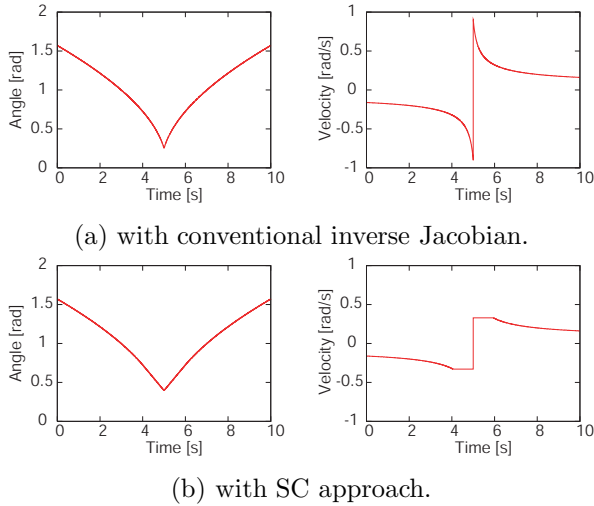 2
1.5
1
0.5
0
0 2 4 6 8 10
Angle [rad]
Time [s]
1
0.5
0
-0.5
-1
0 2 4 6 8 10
Velocity [rad/s]
Time [s]
(a) with conventional inverse Jacobian.
2
1.5
1
0.5
0
0 2 4 6 8 10
Angle [rad]
Time [s]
1
0.5
0
-0.5
-1
0 2 4 6 8 10
Velocity [rad/s]
Time [s]
(b) with SC approach.